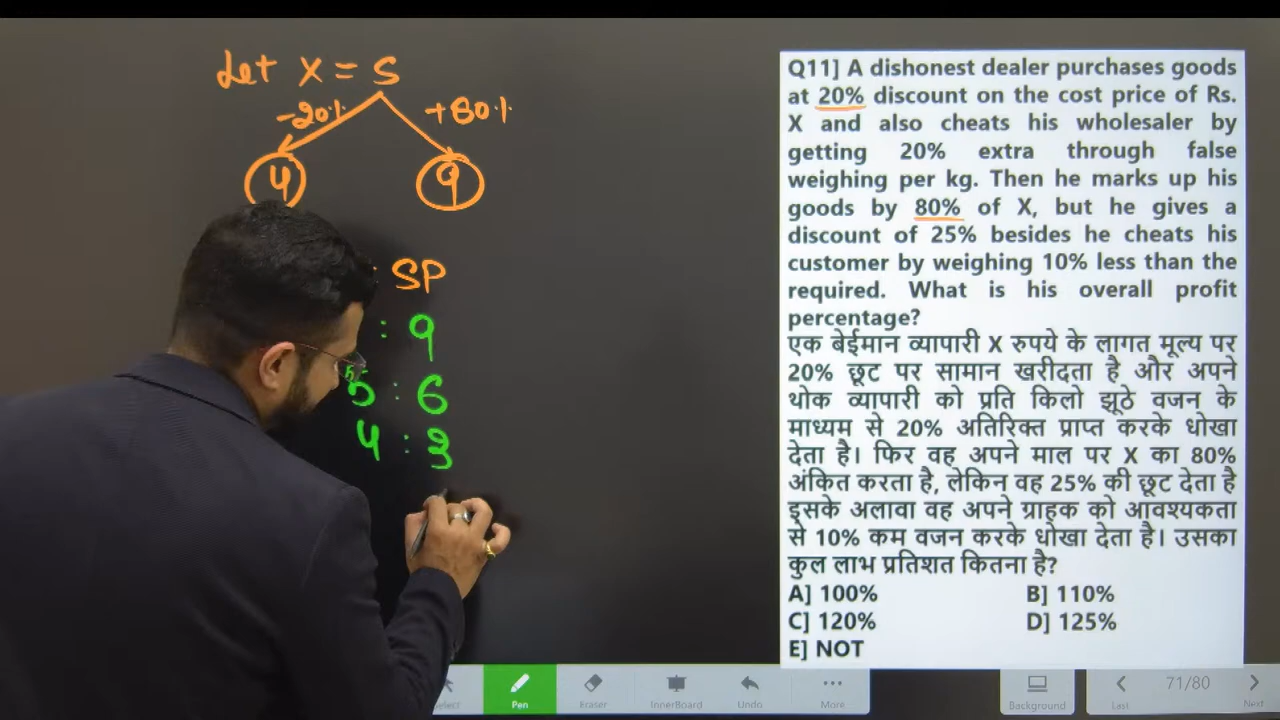 Let X = 5
-20% +80%
4 9
: SP
: 9
5 : 6
4 : 3
Q11] A dishonest dealer purchases goods
at 20% discount on the cost price of Rs.
X and also cheats his wholesaler by
getting 20% extra through false
weighing per kg. Then he marks up his
goods by 80% of X, but he gives a
discount of 25% besides he cheats his
customer by weighing 10% less than the
required. What is his overall profit
percentage?
एक बेईमान व्यापारी X रुपये के लागत मूल्य पर
20% छूट पर सामान खरीदता है और अपने
थोक व्यापारी को प्रति किलो झूठे वजन के
माध्यम से 20% अतिरिक्त प्राप्त करके धोखा
देता है। फिर वह अपने माल पर X का 80%
अंकित करता है, लेकिन वह 25% की छूट देता है
इसके अलावा वह अपने ग्राहक को आवश्यकता
से 10% कम वजन करके धोखा देता है। उसका
कुल लाभ प्रतिशत कितना है?
A] 100% B] 110%
C] 120% D] 125%
E] NOT
elect Pen Eraser InnerBoard Undo More Background Last 71/80 Next